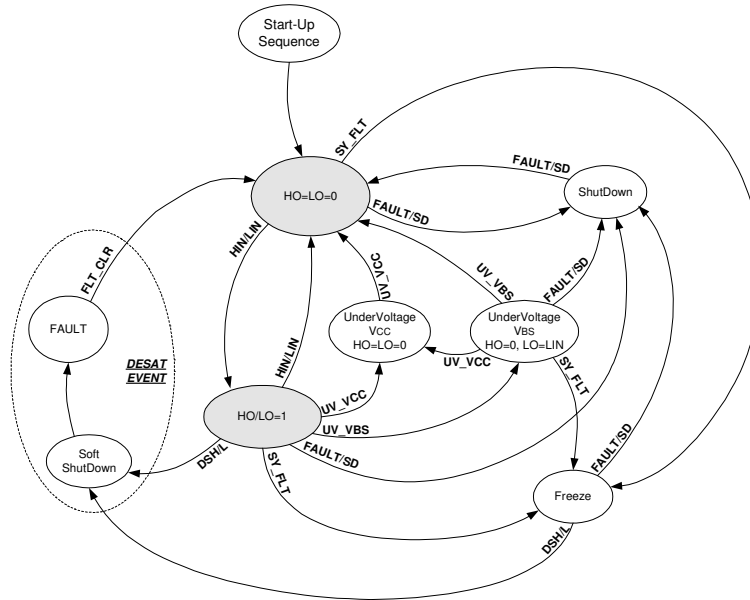 Start-Up
Sequence
SY_FLT
FAULT/SD
ShutDown
HO=LO=0
FAULT/SD
HIN/LIN
FLT_CLR
UV_VCC
UV_VBS
FAULT/SD
FAULT
UnderVoltage
VCC
HO=LO=0
UnderVoltage
VBS
HO=0, LO=LIN
DESAT
EVENT
HIN/LIN
UV_VCC
SY_FLT
HO/LO=1
UV_VCC
UV_VBS
Soft
ShutDown
DSH/L
SY_FLT
FAULT/SD
FAULT/SD
Freeze
DSH/L